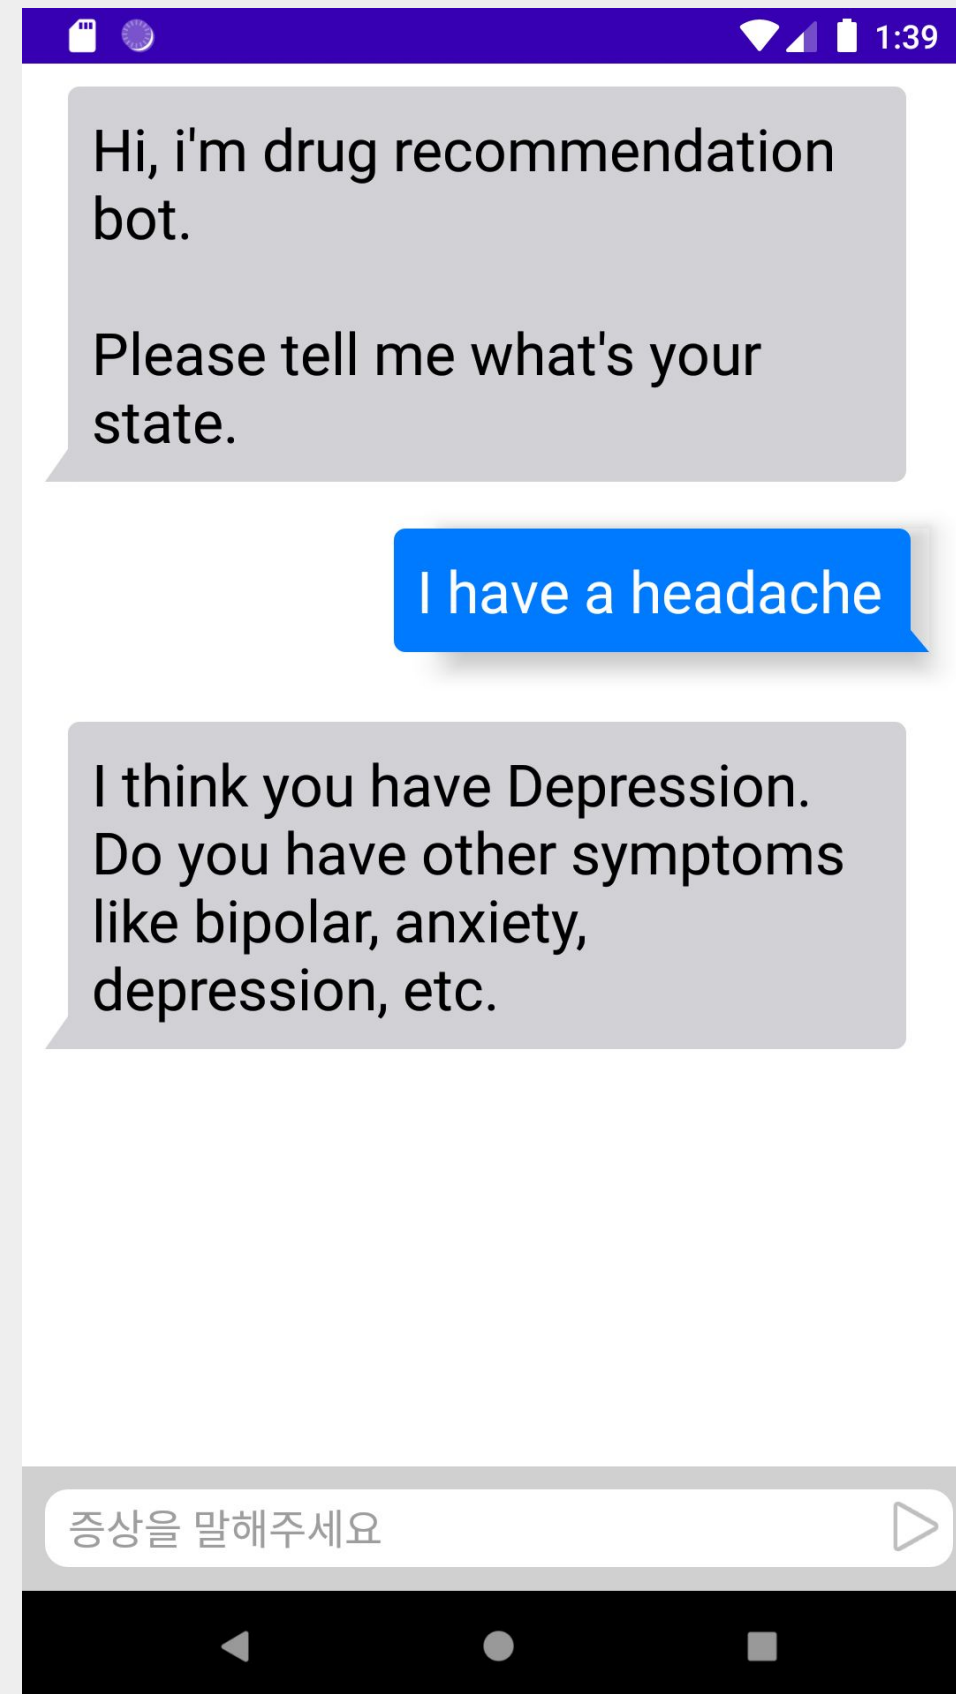 1:39
Hi, i'm drug recommendation
bot.
Please tell me what's your
state.
I have a headache
I think you have Depression.
Do you have other symptoms
like bipolar, anxiety,
depression, etc.
증상을 말해주세요